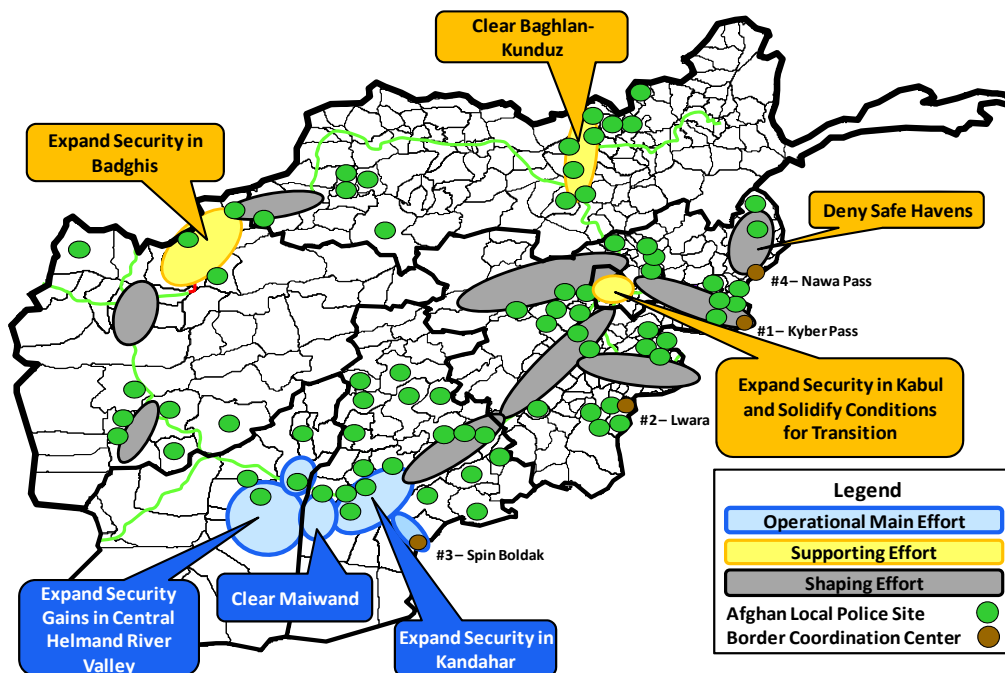 Clear Baghlan-
Kunduz
Expand Security in
Badghis
Deny Safe Havens
#4– Nawa Pass
#1– Kyber Pass
Expand Security in Kabul
and Solidify Conditions
for Transition
#2– Lwara
#3– Spin Boldak
Expand Security
Gains in Central
Helmand River
Valley
Clear Maiwand
Expand Security in
Kandahar
Legend
Operational Main Effort
Supporting Effort
Shaping Effort
Afghan Local Police Site
Border Coordination Center